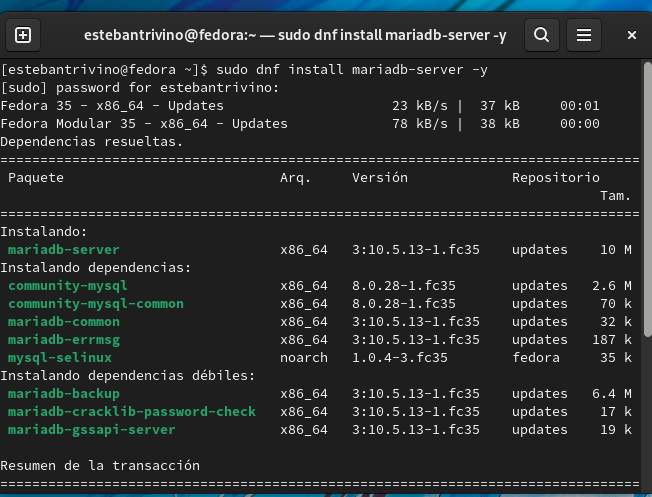 estebantrivino@fedora:~ — sudo dnf install mariadb-server -y
[estebantrivino@fedora ~]$ sudo dnf install mariadb-server -y
[sudo] password for estebantrivino:
Fedora 35 - x86_64 - Updates 23 kB/s | 37 kB 00:01
Fedora Modular 35 - x86_64 - Updates 78 kB/s | 38 kB 00:00
Dependencias resueltas.
================================================================================
Paquete Arq. Versión Repositorio
Tam.
================================================================================
Instalando:
mariadb-server x86_64 3:10.5.13-1.fc35 updates 10 M
Instalando dependencias:
community-mysql x86_64 8.0.28-1.fc35 updates 2.6 M
community-mysql-common x86_64 8.0.28-1.fc35 updates 70 k
mariadb-common x86_64 3:10.5.13-1.fc35 updates 32 k
mariadb-errmsg x86_64 3:10.5.13-1.fc35 updates 187 k
mysql-selinux noarch 1.0.4-3.fc35 fedora 35 k
Instalando dependencias débiles:
mariadb-backup x86_64 3:10.5.13-1.fc35 updates 6.4 M
mariadb-cracklib-password-check x86_64 3:10.5.13-1.fc35 updates 17 k
mariadb-gssapi-server x86_64 3:10.5.13-1.fc35 updates 19 k
Resumen de la transacción
================================================================================